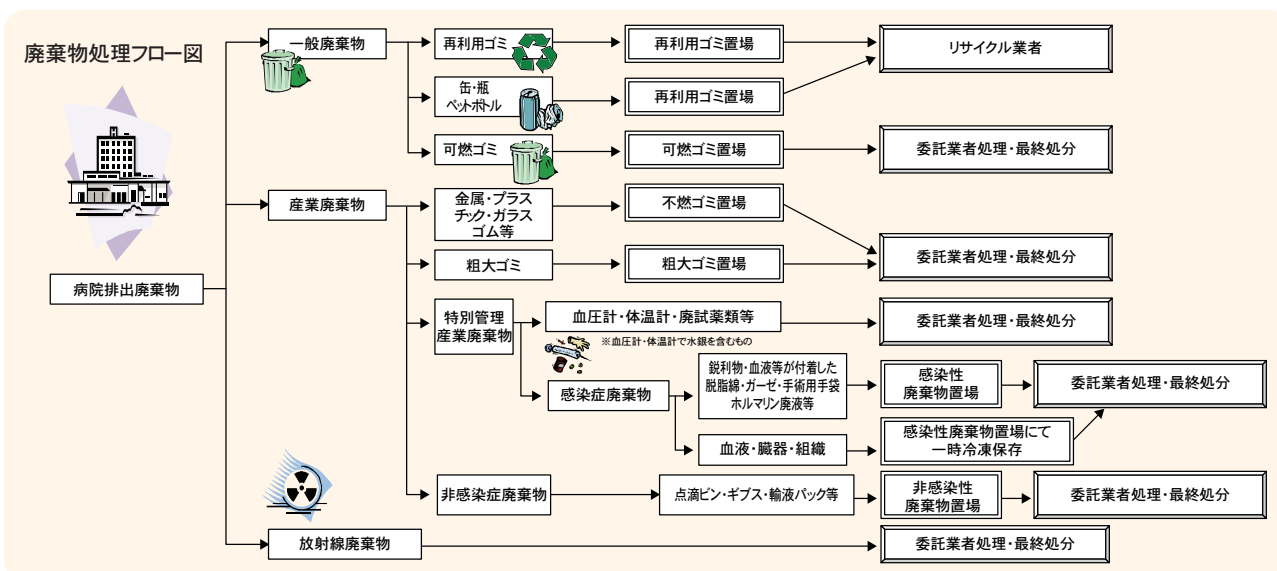 廃棄物処理フロー図
病院排出廃棄物
一般廃棄物
再利用ゴミ
再利用ゴミ置場
リサイクル業者
缶・瓶
ペットボトル
再利用ゴミ置場
可燃ゴミ
可燃ゴミ置場
委託業者処理・最終処分
産業廃棄物
金属・プラス
チック・ガラス
ゴム等
不燃ゴミ置場
委託業者処理・最終処分
粗大ゴミ
粗大ゴミ置場
特別管理
産業廃棄物
血圧計・体温計・廃試薬類等
※血圧計・体温計で水銀を含むもの
委託業者処理・最終処分
感染症廃棄物
鋭利物・血液等が付着した
脱脂綿・ガーゼ・手術用手袋
ホルマリン廃液等
感染性
廃棄物置場
委託業者処理・最終処分
血液・臓器・組織
感染性廃棄物置場にて
一時冷凍保存
非感染症廃棄物
点滴ビン・ギプス・輸液パック等
非感染性
廃棄物置場
委託業者処理・最終処分
放射線廃棄物
委託業者処理・最終処分